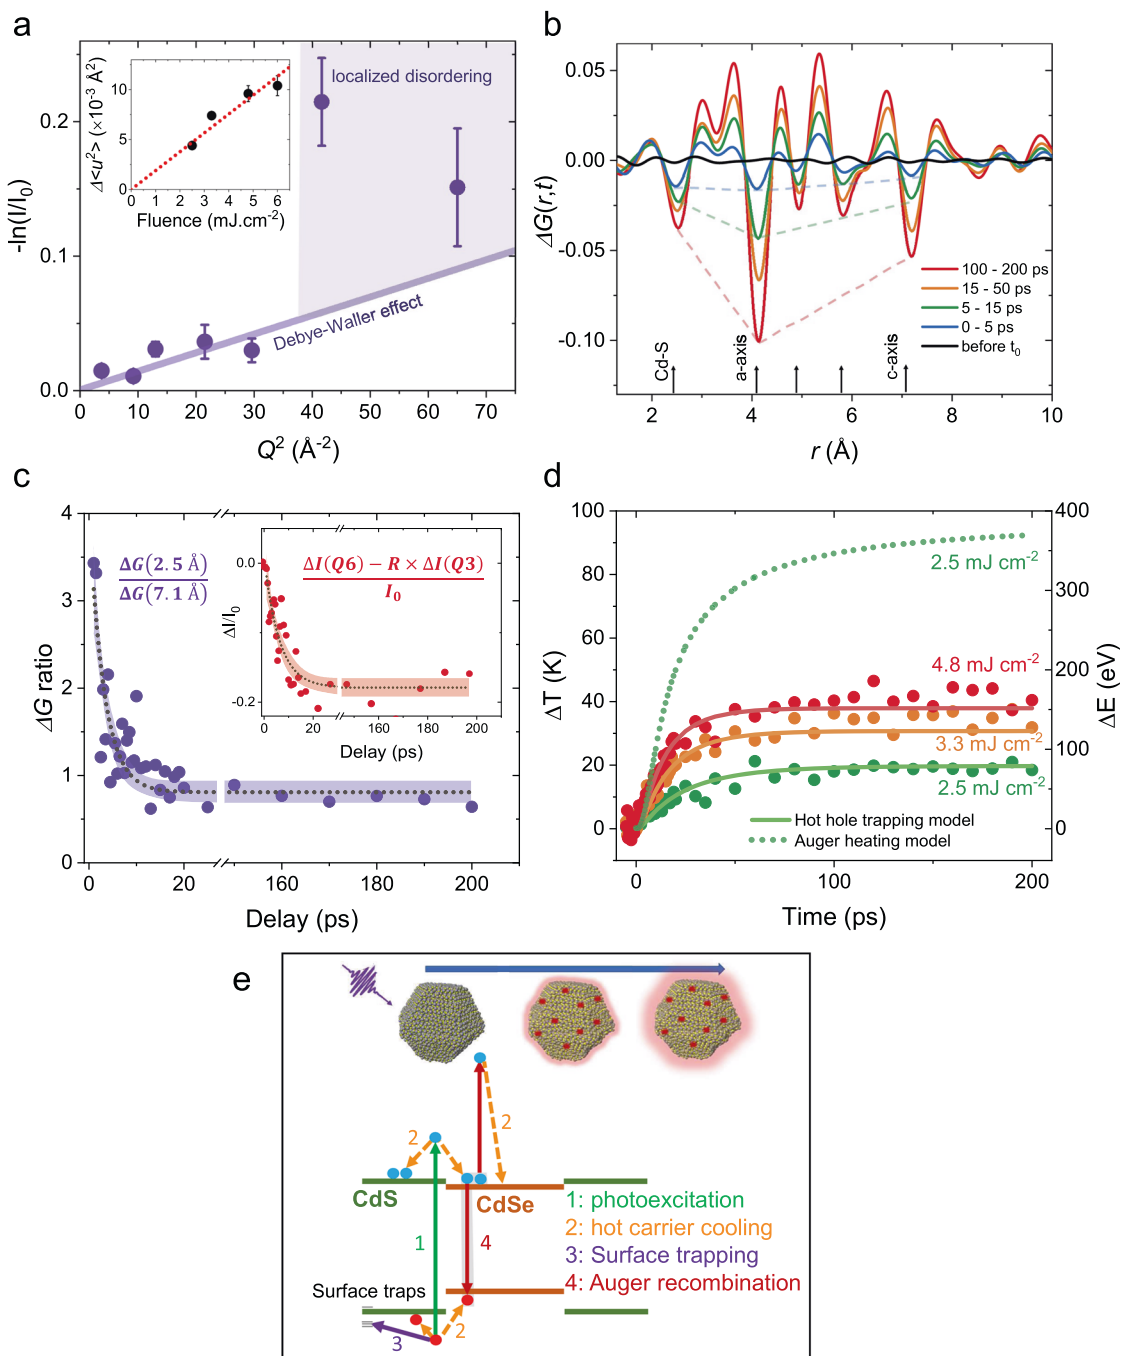 a
-ln(I/I₀)
0.2
0.1
0.0
0 10 20 30 40 50 60 70
Q² (Å⁻²)
localized disordering
Debye-Waller effect
Δ<u²> (×10⁻³ Å²)
10
5
0
0 1 2 3 4 5 6
Fluence (mJ.cm⁻²)
b
ΔG(r,t)
0.05
0.00
-0.05
-0.10
2 4 6 8 10
r (Å)
Cd-S
a-axis
c-axis
100 - 200 ps
15 - 50 ps
5 - 15 ps
0 - 5 ps
before t₀
c
ΔG ratio
4
3
2
1
0
0 20 160 180 200
Delay (ps)
ΔG(2.5 Å)
ΔG(7.1 Å)
ΔI(Q6) − R × ΔI(Q3)
I₀
ΔI/I₀
0.0
-0.2
0 20 160 180 200
Delay (ps)
d
ΔT (K)
100
80
60
40
20
0
0 100 200
Time (ps)
400
300
200
100
0
ΔE (eV)
2.5 mJ cm⁻²
4.8 mJ cm⁻²
3.3 mJ cm⁻²
2.5 mJ cm⁻²
Hot hole trapping model
Auger heating model
e
2
2
CdS
CdSe
1
4
Surface traps
2
3
1: photoexcitation
2: hot carrier cooling
3: Surface trapping
4: Auger recombination